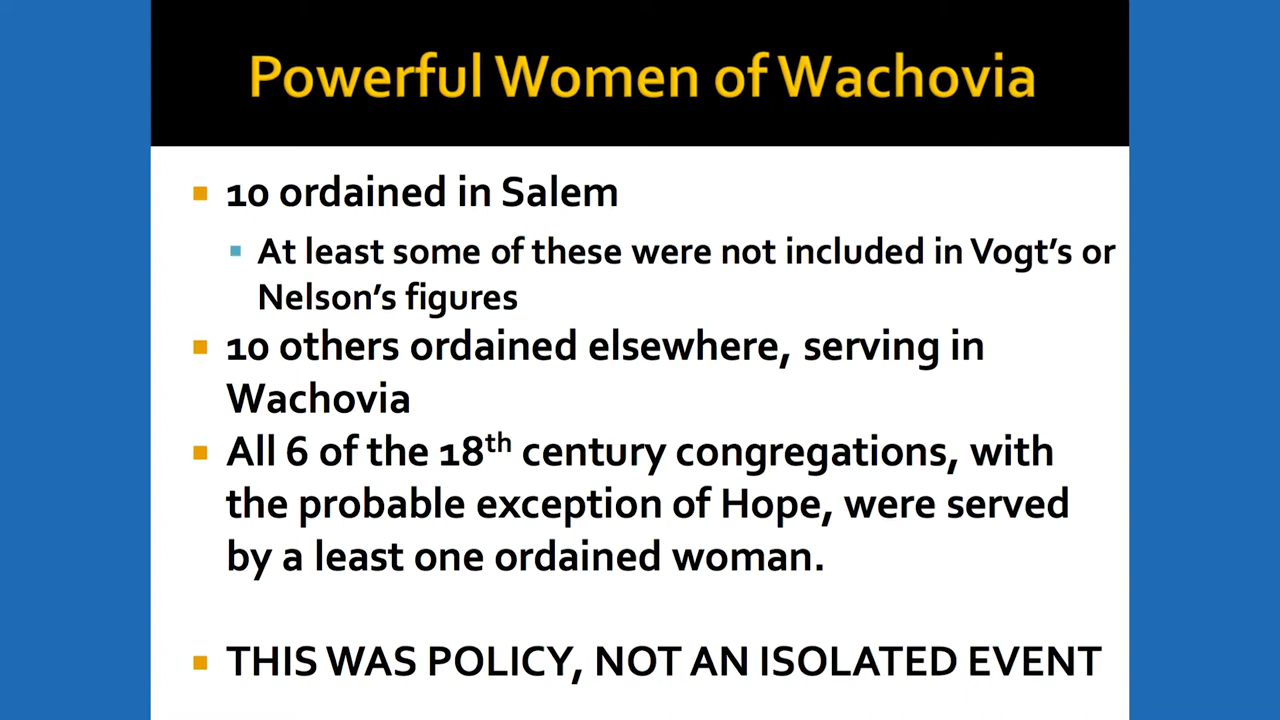 Powerful Women of Wachovia
10 ordained in Salem
At least some of these were not included in Vogt's or
Nelson's figures
10 others ordained elsewhere, serving in
Wachovia
All 6 of the 18th century congregations, with
the probable exception of Hope, were served
by a least one ordained woman.
THIS WAS POLICY, NOT AN ISOLATED EVENT